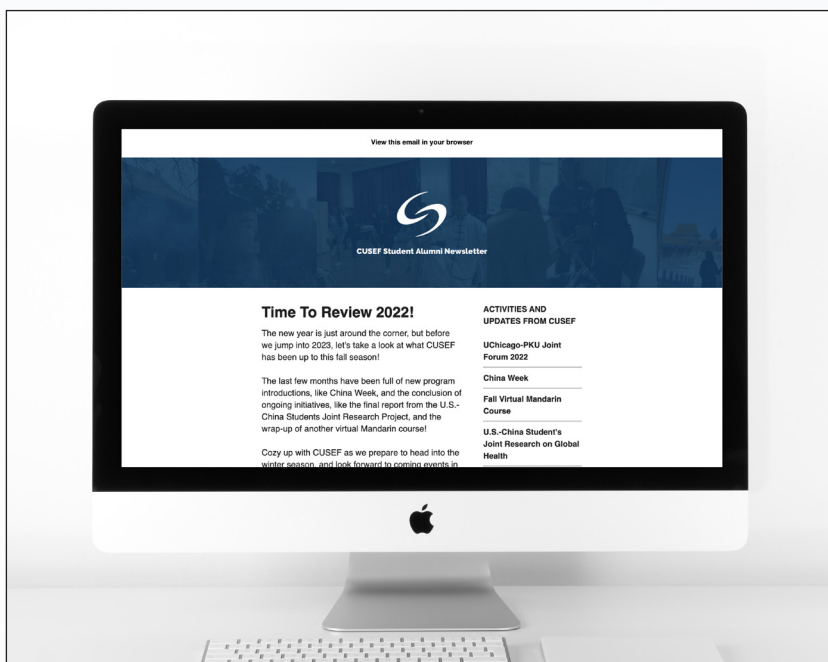 View this email in your browser
CUSEF Student Alumni Newsletter
Time To Review 2022!
The new year is just around the corner, but before
we jump into 2023, let's take a look at what CUSEF
has been up to this fall season!
The last few months have been full of new program
introductions, like China Week, and the conclusion of
ongoing initiatives, like the final report from the U.S.-
China Students Joint Research Project, and the
wrap-up of another virtual Mandarin course!
Cozy up with CUSEF as we prepare to head into the
winter season, and look forward to coming events in
ACTIVITIES AND
UPDATES FROM CUSEF
UChicago-PKU Joint
Forum 2022
China Week
Fall Virtual Mandarin
Course
U.S.-China Student's
Joint Research on Global
Health